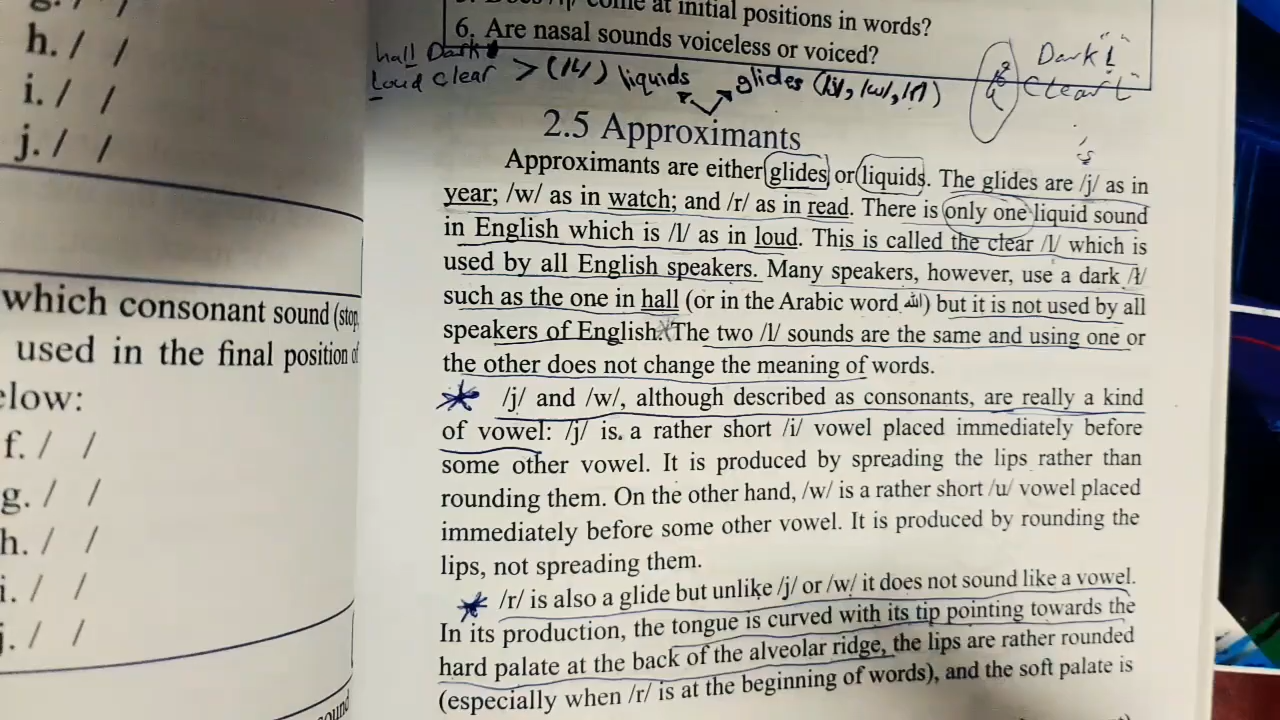 h. / /
i. / /
j. / /
which consonant sound (stop,
used in the final position of
elow:
f. / /
g. / /
h. / /
i. / /
j. / /
come at initial positions in words?
6. Are nasal sounds voiceless or voiced?
hall Dark
Loud clear > (/l/) liquids glides (/j/, /w/, /r/)
Dark "L"
Clear L
2.5 Approximants
Approximants are either glides or liquids. The glides are /j/ as in
year; /w/ as in watch; and /r/ as in read. There is only one liquid sound
in English which is /l/ as in loud. This is called the clear /l/ which is
used by all English speakers. Many speakers, however, use a dark /ɫ/
such as the one in hall (or in the Arabic word الله) but it is not used by all
speakers of English. The two /l/ sounds are the same and using one or
the other does not change the meaning of words.
/j/ and /w/, although described as consonants, are really a kind
of vowel: /j/ is a rather short /i/ vowel placed immediately before
some other vowel. It is produced by spreading the lips rather than
rounding them. On the other hand, /w/ is a rather short /u/ vowel placed
immediately before some other vowel. It is produced by rounding the
lips, not spreading them.
/r/ is also a glide but unlike /j/ or /w/ it does not sound like a vowel.
In its production, the tongue is curved with its tip pointing towards the
hard palate at the back of the alveolar ridge, the lips are rather rounded
(especially when /r/ is at the beginning of words), and the soft palate is